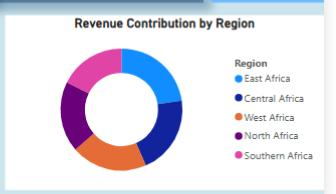 Revenue Contribution by Region
Region
East Africa
Central Africa
West Africa
North Africa
Southern Africa